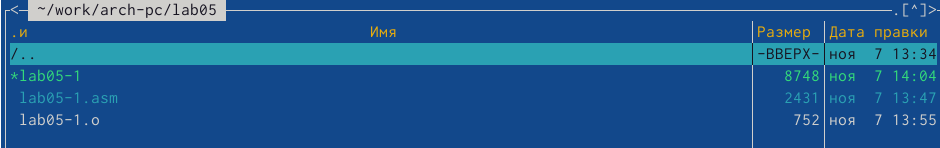 <- ~/work/arch-pc/lab05 .[^]>
.и Имя Размер Дата правки
/.. -ВВЕРХ- ноя 7 13:34
*lab05-1 8748 ноя 7 14:04
lab05-1.asm 2431 ноя 7 13:47
lab05-1.o 752 ноя 7 13:55